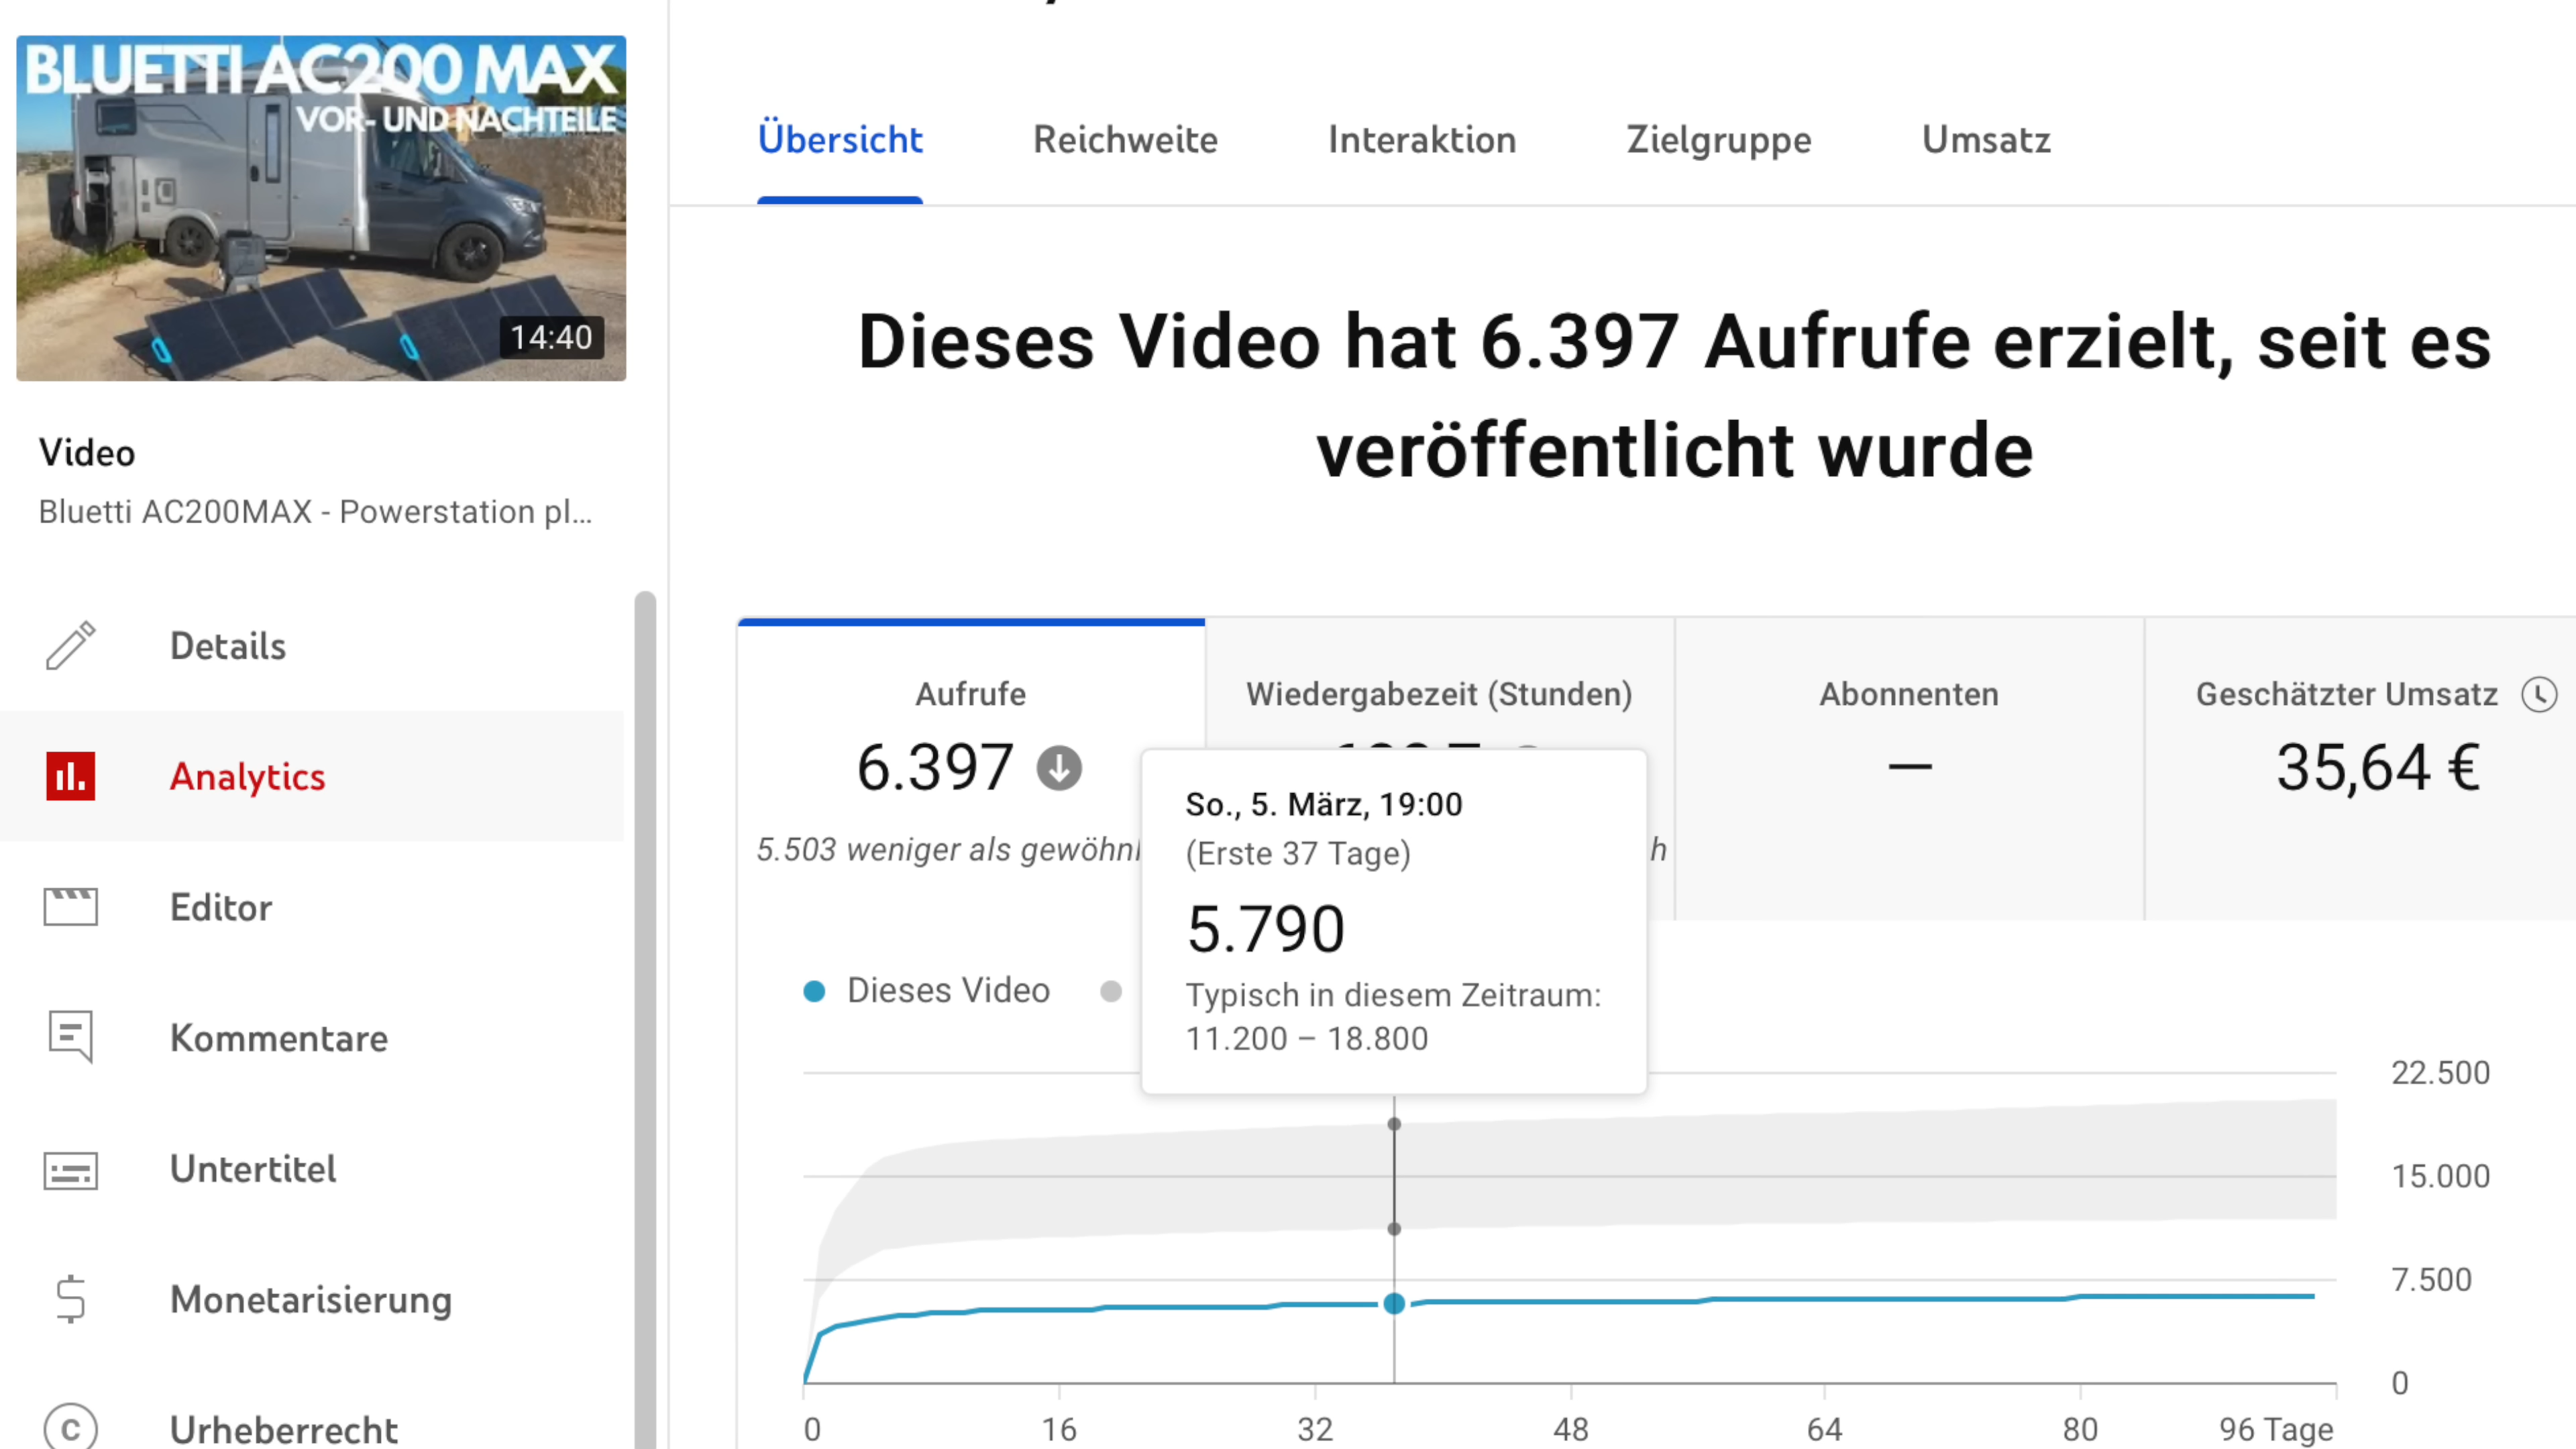 BLUETTI AC200 MAX
VOR- UND NACHTEILE
14:40
Video
Bluetti AC200MAX - Powerstation pl...
Details
Analytics
Editor
Kommentare
Untertitel
Monetarisierung
Urheberrecht
Übersicht
Reichweite
Interaktion
Zielgruppe
Umsatz
Dieses Video hat 6.397 Aufrufe erzielt, seit es
veröffentlicht wurde
Aufrufe
6.397
5.503 weniger als
Wiedergabezeit (Stunden)
Abonnenten
—
Geschätzter Umsatz
35,64 €
So., 5. März, 19:00
(Erste 37 Tage)
5.790
Typisch in diesem Zeitraum:
11.200 – 18.800
Dieses Video
22.500
15.000
7.500
0
0 16 32 48 64 80 96 Tage